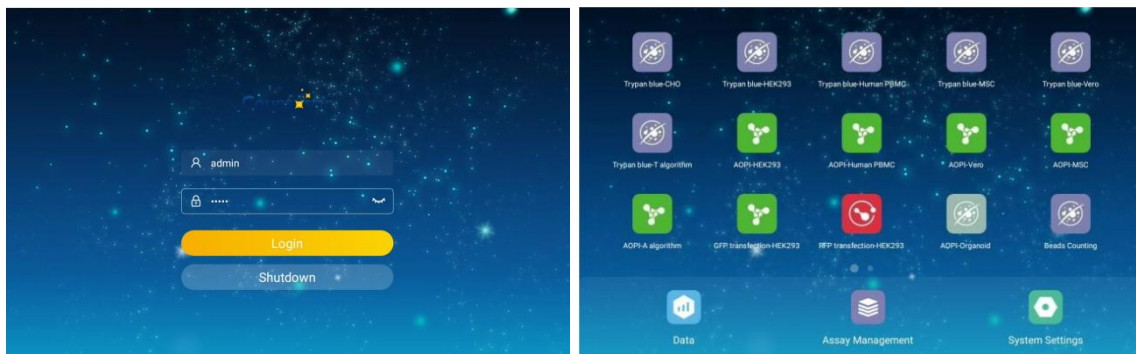 admin
•••••
Login
Shutdown
Trypan blue-CHO
Trypan blue-HEK293
Trypan blue-Human PBMC
Trypan blue-MSC
Trypan blue-Vero
Trypan blue-T algorithm
AOPI-HEK293
AOPI-Human PBMC
AOPI-Vero
AOPI-MSC
AOPI-A algorithm
GFP transfection-HEK293
RFP transfection-HEK293
AOPI-Organoid
Beads Counting
Data
Assay Management
System Settings